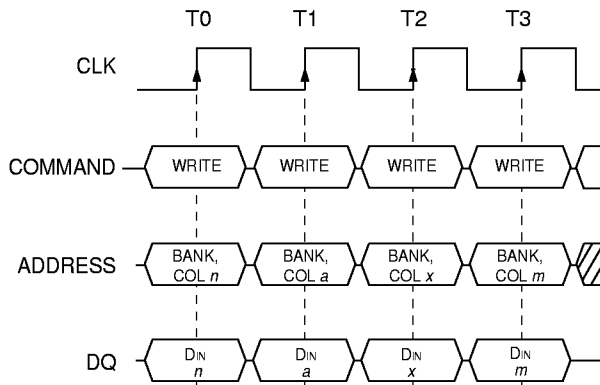 T0 T1 T2 T3
CLK
COMMAND WRITE WRITE WRITE WRITE
ADDRESS BANK, BANK, BANK, BANK,
COL n COL a COL x COL m
DQ DIN DIN DIN DIN
n a x m